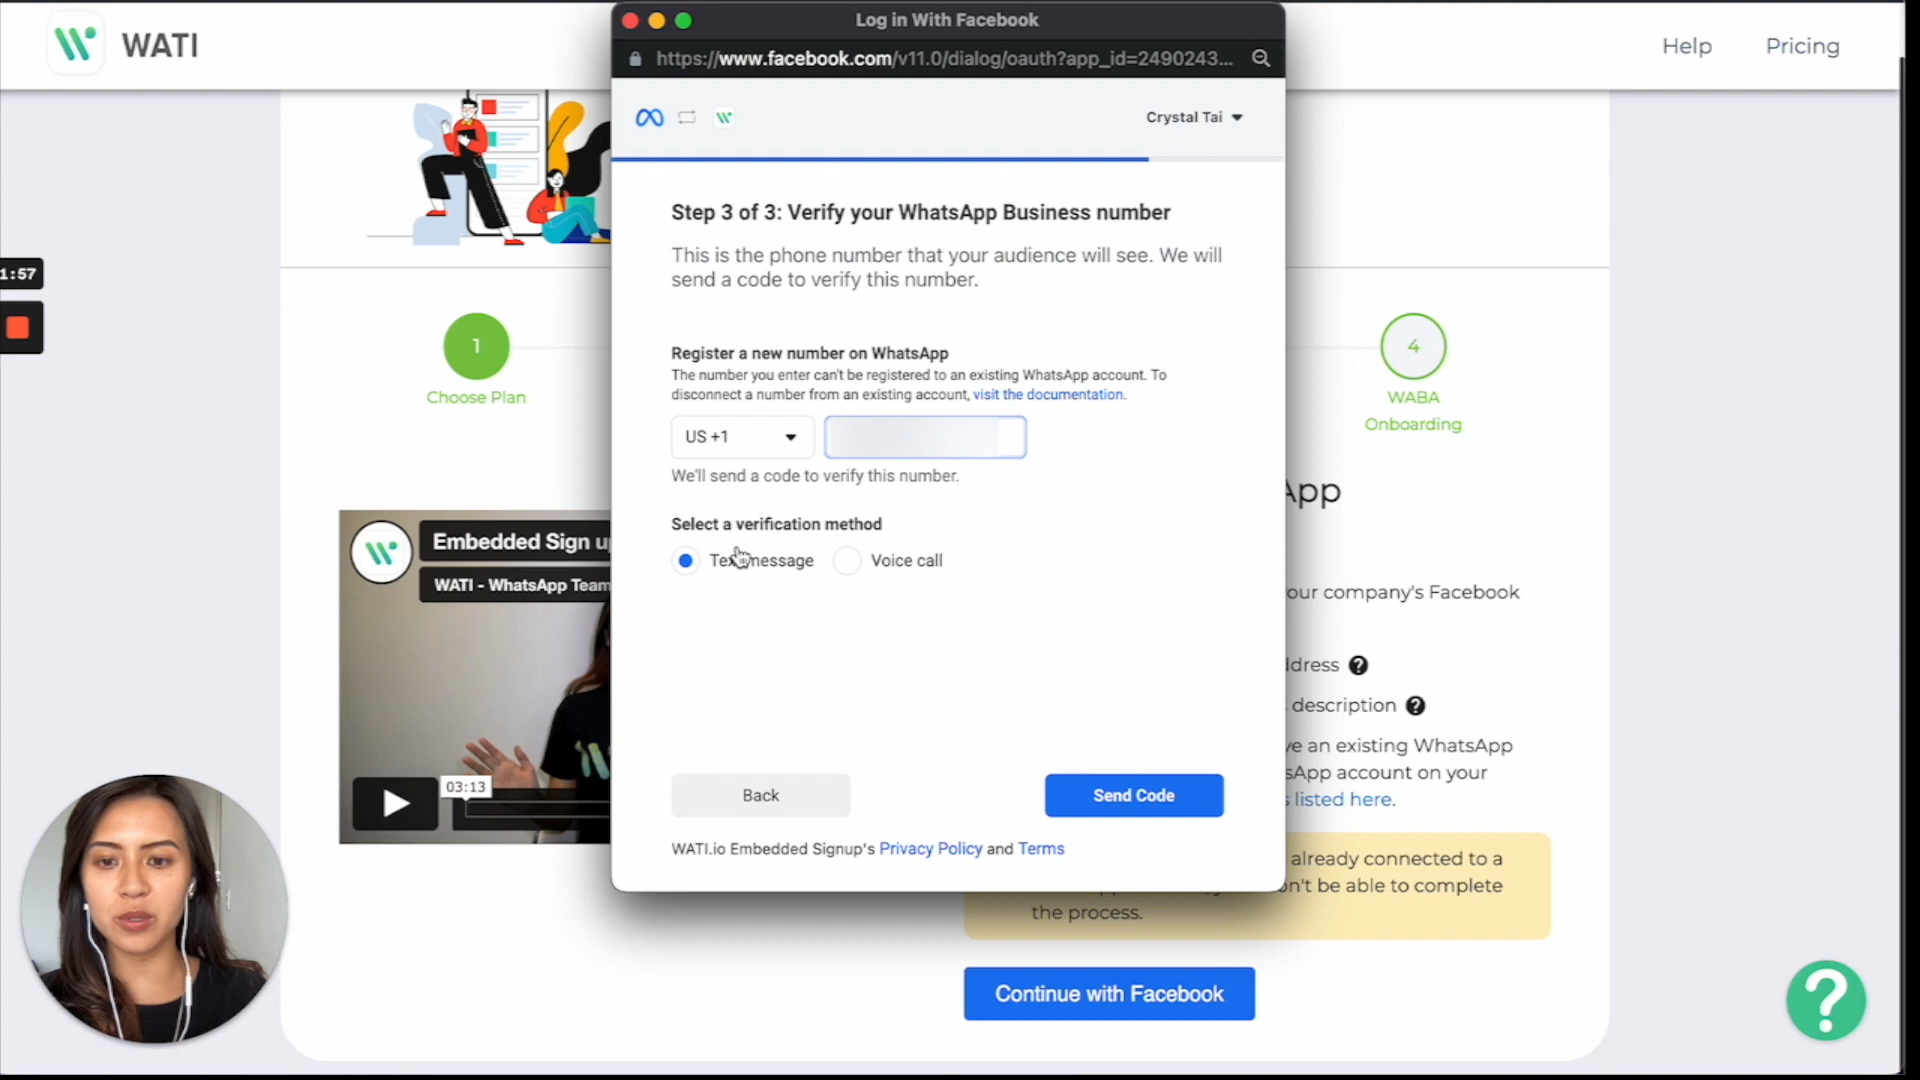 WATI
Help
Pricing
Log in With Facebook
https://www.facebook.com/v11.0/dialog/oauth?app_id=2490243...
Crystal Tai
Step 3 of 3: Verify your WhatsApp Business number
This is the phone number that your audience will see. We will
send a code to verify this number.
1:57
1
Choose Plan
4
WABA
Onboarding
Register a new number on WhatsApp
The number you enter can't be registered to an existing WhatsApp account. To
disconnect a number from an existing account, visit the documentation.
US +1
We'll send a code to verify this number.
Select a verification method
Text message
Voice call
Back
Send Code
WATI.io Embedded Signup's Privacy Policy and Terms
Embedded Sign
WATI - WhatsApp Team
03:13
App
our company's Facebook
ddress ?
description ?
ve an existing WhatsApp
sApp account on your
listed here.
already connected to a
on't be able to complete
the process.
Continue with Facebook
?